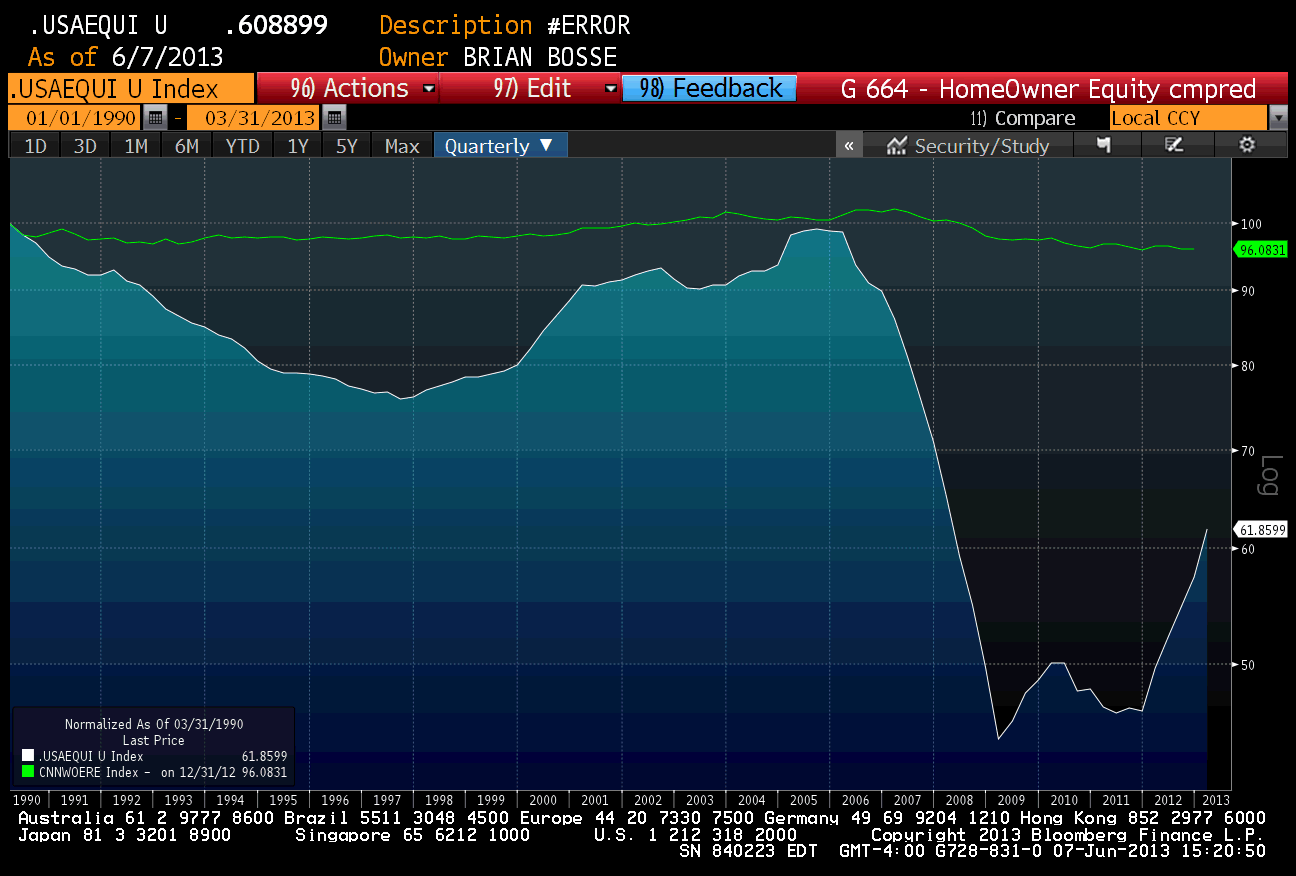 .USAEQUI U .608899 Description #ERROR
As of 6/7/2013 Owner BRIAN BOSSE
.USAEQUI U Index 96) Actions 97) Edit 98) Feedback G 664 - HomeOwner Equity cmpred
01/01/1990 - 03/31/2013 11) Compare Local CCY
1D 3D 1M 6M YTD 1Y 5Y Max Quarterly ▼ « Security/Study
100
96.0831
90
80
70
Log
61.8599
60
50
Normalized As Of 03/31/1990
Last Price
.USAEQUI U Index 61.8599
CNNWOERE Index - on 12/31/12 96.0831
1990 1991 1992 1993 1994 1995 1996 1997 1998 1999 2000 2001 2002 2003 2004 2005 2006 2007 2008 2009 2010 2011 2012 2013
Australia 61 2 9777 8600 Brazil 5511 3048 4500 Europe 44 20 7330 7500 Germany 49 69 9204 1210 Hong Kong 852 2977 6000
Japan 81 3 3201 8900 Singapore 65 6212 1000 U.S. 1 212 318 2000 Copyright 2013 Bloomberg Finance L.P.
SN 840223 EDT GMT-4:00 G728-831-0 07-Jun-2013 15:20:50